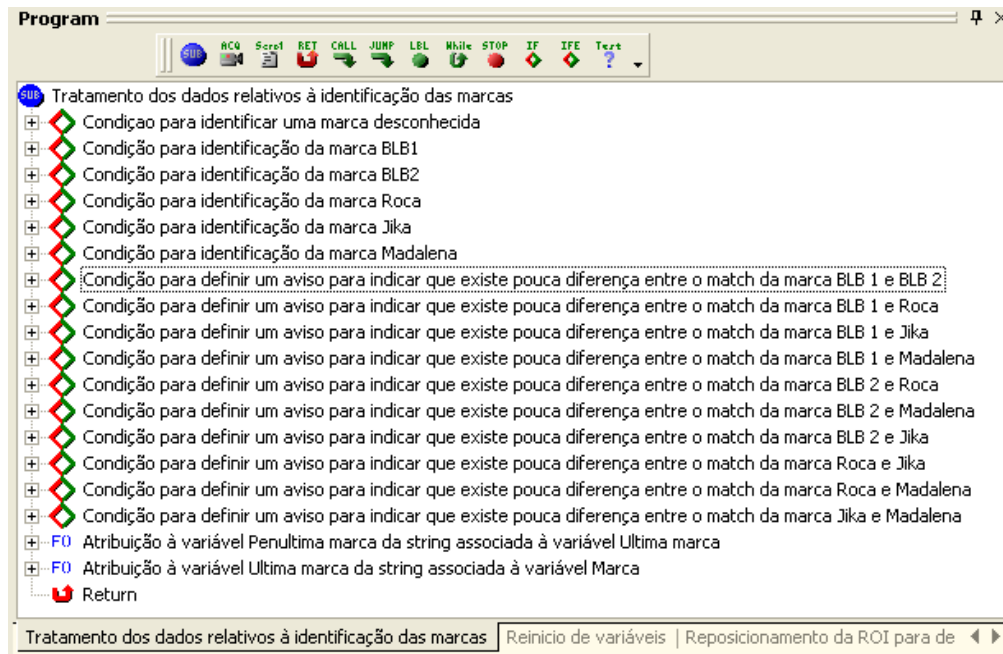 Program
SUB ACQ Script RET CALL JUMP LBL While STOP IF IFE Test ?
SUB Tratamento dos dados relativos à identificação das marcas
Condiçao para identificar uma marca desconhecida
Condição para identificação da marca BLB1
Condição para identificação da marca BLB2
Condição para identificação da marca Roca
Condição para identificação da marca Jika
Condição para identificação da marca Madalena
Condição para definir um aviso para indicar que existe pouca diferença entre o match da marca BLB 1 e BLB 2
Condição para definir um aviso para indicar que existe pouca diferença entre o match da marca BLB 1 e Roca
Condição para definir um aviso para indicar que existe pouca diferença entre o match da marca BLB 1 e Jika
Condição para definir um aviso para indicar que existe pouca diferença entre o match da marca BLB 1 e Madalena
Condição para definir um aviso para indicar que existe pouca diferença entre o match da marca BLB 2 e Roca
Condição para definir um aviso para indicar que existe pouca diferença entre o match da marca BLB 2 e Madalena
Condição para definir um aviso para indicar que existe pouca diferença entre o match da marca BLB 2 e Jika
Condição para definir um aviso para indicar que existe pouca diferença entre o match da marca Roca e Jika
Condição para definir um aviso para indicar que existe pouca diferença entre o match da marca Roca e Madalena
Condição para definir um aviso para indicar que existe pouca diferença entre o match da marca Jika e Madalena
F() Atribuição à variável Penultima marca da string associada à variável Ultima marca
F() Atribuição à variável Ultima marca da string associada à variável Marca
Return
Tratamento dos dados relativos à identificação das marcas Reinicio de variáveis | Reposicionamento da ROI para de